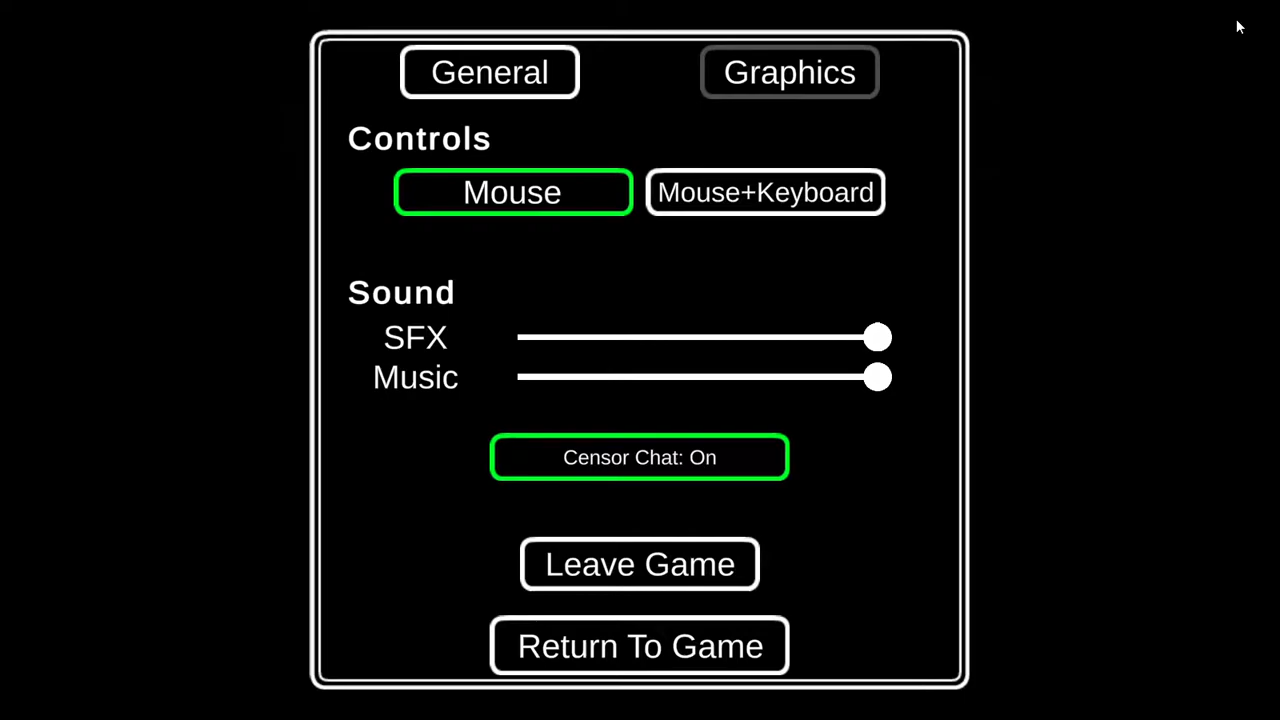 General
Graphics
Controls
Mouse
Mouse+Keyboard
Sound
SFX
Music
Censor Chat: On
Leave Game
Return To Game